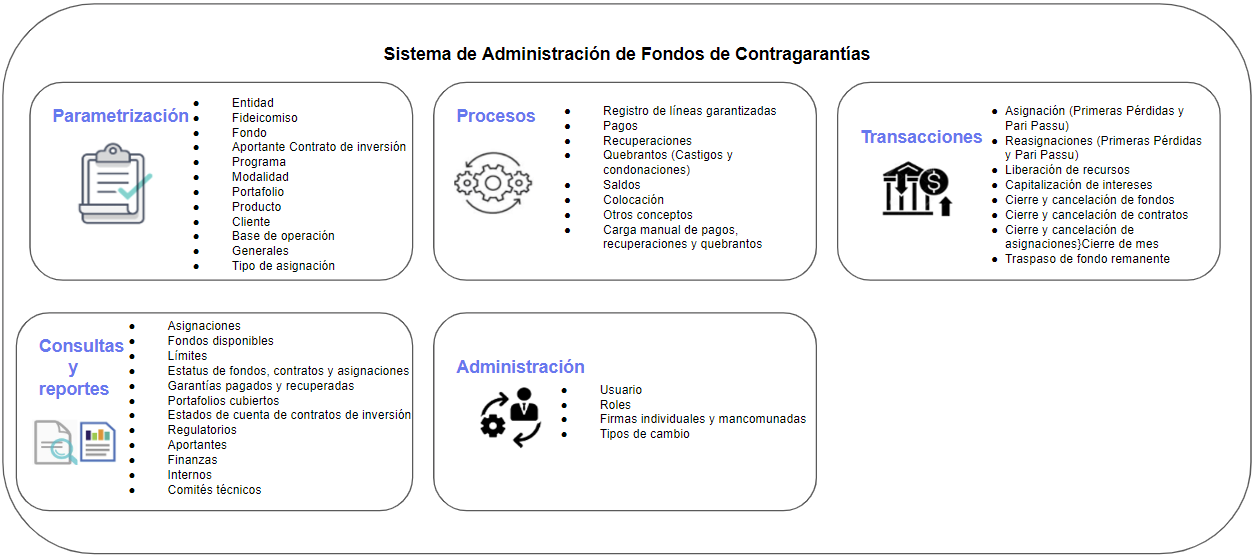 Sistema de Administración de Fondos de Contragarantías
Parametrización
Entidad
Fideicomiso
Fondo
Aportante Contrato de inversión
Programa
Modalidad
Portafolio
Producto
Cliente
Base de operación
Generales
Tipo de asignación
Procesos
Registro de líneas garantizadas
Pagos
Recuperaciones
Quebrantos (Castigos y
condonaciones)
Saldos
Colocación
Otros conceptos
Carga manual de pagos,
recuperaciones y quebrantos
Transacciones
Asignación (Primeras Pérdidas y
Pari Passu)
Reasignaciones (Primeras Pérdidas
y Pari Passu)
Liberación de recursos
Capitalización de intereses
Cierre y cancelación de fondos
Cierre y cancelación de contratos
Cierre y cancelación de
asignaciones}Cierre de mes
Traspaso de fondo remanente
Consultas
y
reportes
Asignaciones
Fondos disponibles
Límites
Estatus de fondos, contratos y asignaciones
Garantías pagados y recuperadas
Portafolios cubiertos
Estados de cuenta de contratos de inversión
Regulatorios
Aportantes
Finanzas
Internos
Comités técnicos
Administración
Usuario
Roles
Firmas individuales y mancomunadas
Tipos de cambio